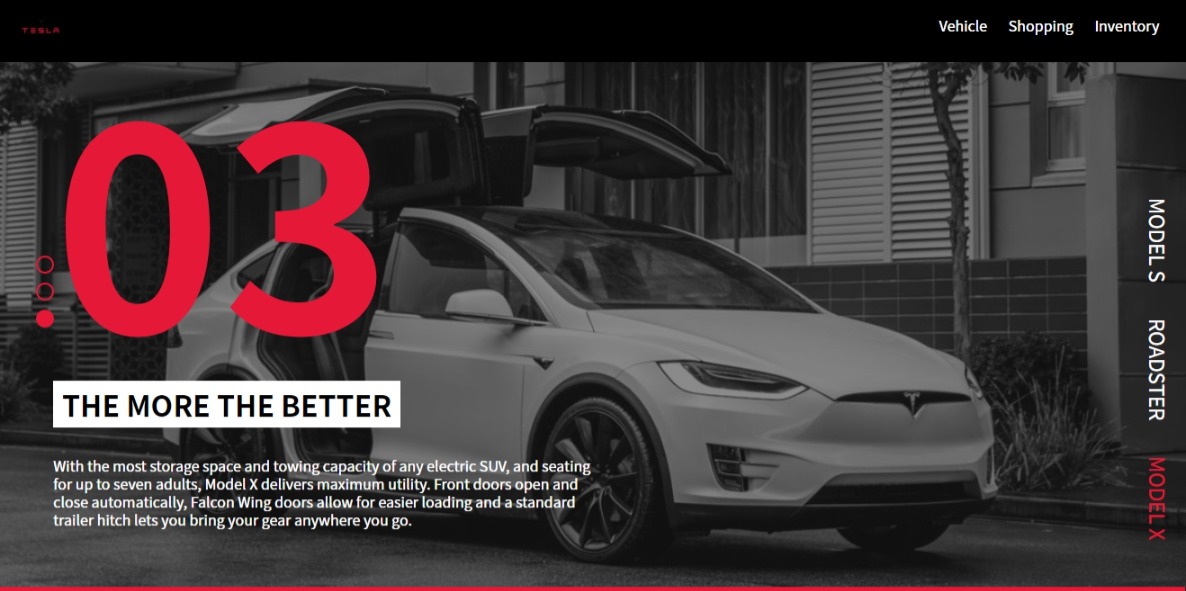 TESLA
Vehicle Shopping Inventory
03
THE MORE THE BETTER
With the most storage space and towing capacity of any electric SUV, and seating
for up to seven adults, Model X delivers maximum utility. Front doors open and
close automatically, Falcon Wing doors allow for easier loading and a standard
trailer hitch lets you bring your gear anywhere you go.
MODEL S
ROADSTER
MODEL X